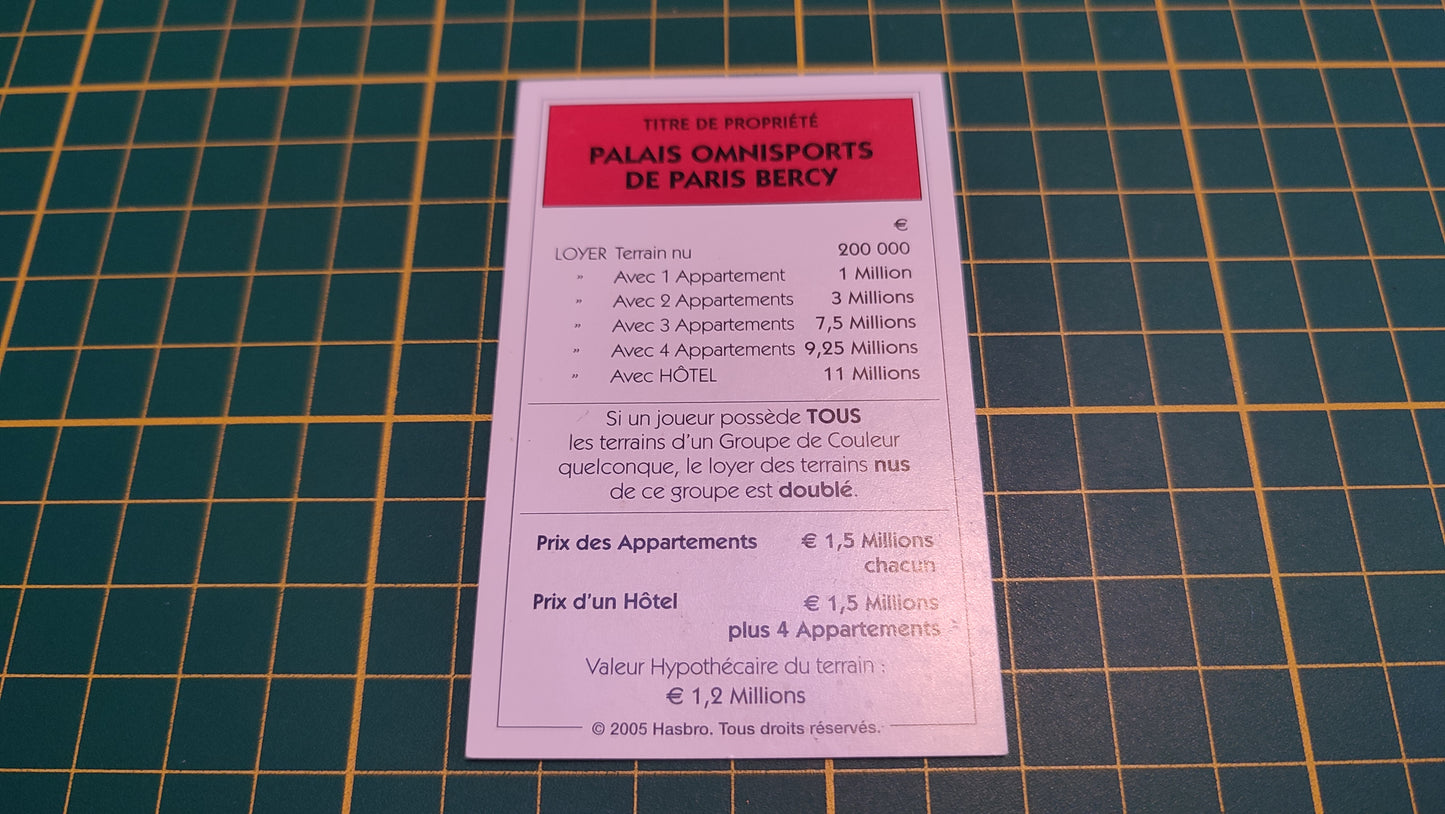 TITRE DE PROPRIÉTÉ
PALAIS OMNISPORTS
DE PARIS BERCY
€
LOYER Terrain nu 200 000
» Avec 1 Appartement 1 Million
» Avec 2 Appartements 3 Millions
» Avec 3 Appartements 7,5 Millions
» Avec 4 Appartements 9,25 Millions
» Avec HÔTEL 11 Millions
Si un joueur possède TOUS
les terrains d'un Groupe de Couleur
quelconque, le loyer des terrains nus
de ce groupe est doublé.
Prix des Appartements € 1,5 Millions
chacun
Prix d'un Hôtel € 1,5 Millions
plus 4 Appartements
Valeur Hypothécaire du terrain :
€ 1,2 Millions
© 2005 Hasbro. Tous droits réservés.